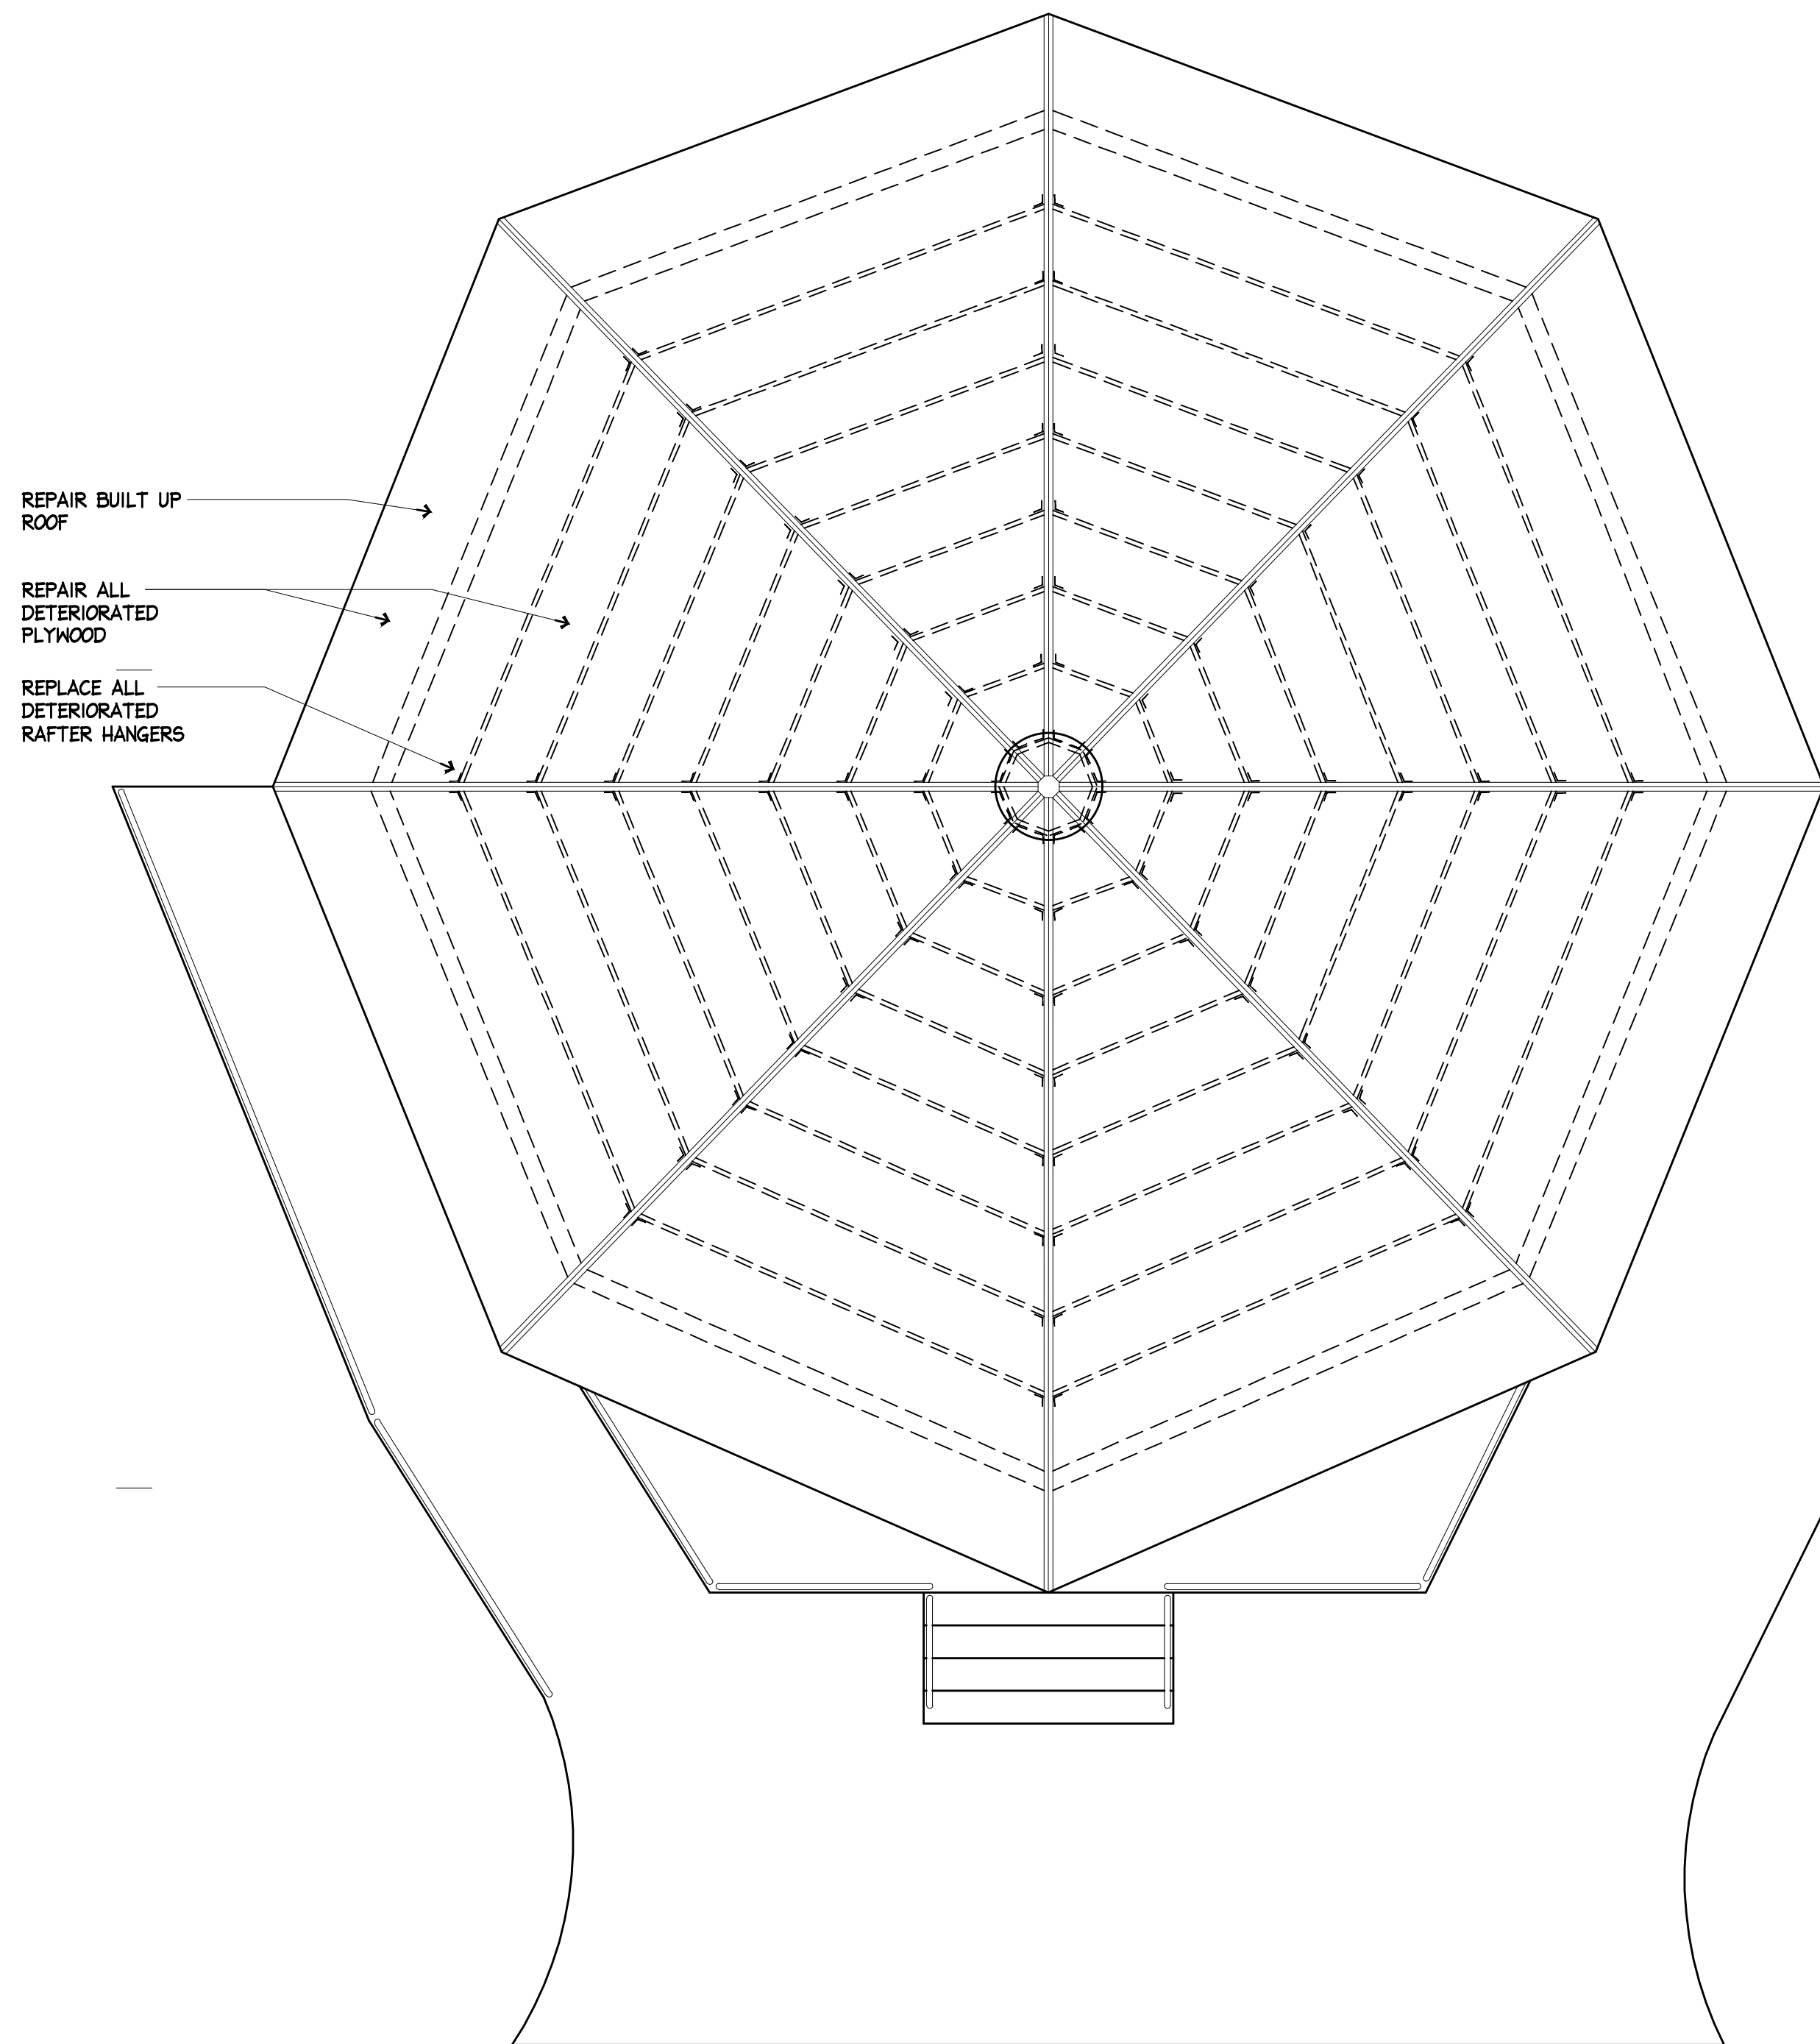 REPAIR BUILT UP
ROOF
REPAIR ALL
DETERIORATED
PLYWOOD
REPLACE ALL
DETERIORATED
RAFTER HANGERS